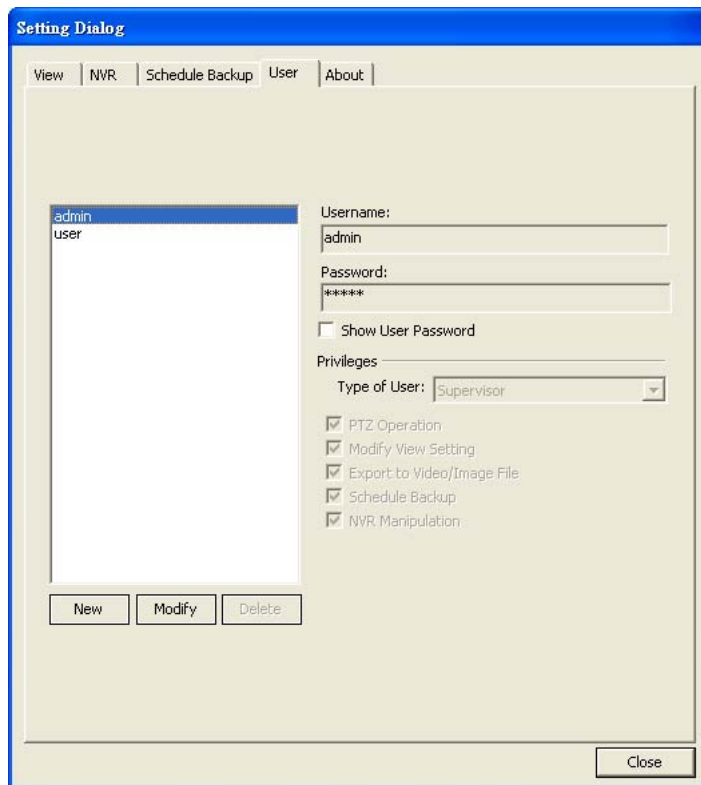 Setting Dialog
View NVR Schedule Backup User About
admin
user
Username:
admin
Password:
*****
Show User Password
Privileges
Type of User: Supervisor
PTZ Operation
Modify View Setting
Export to Video/Image File
Schedule Backup
NVR Manipulation
New Modify Delete
Close